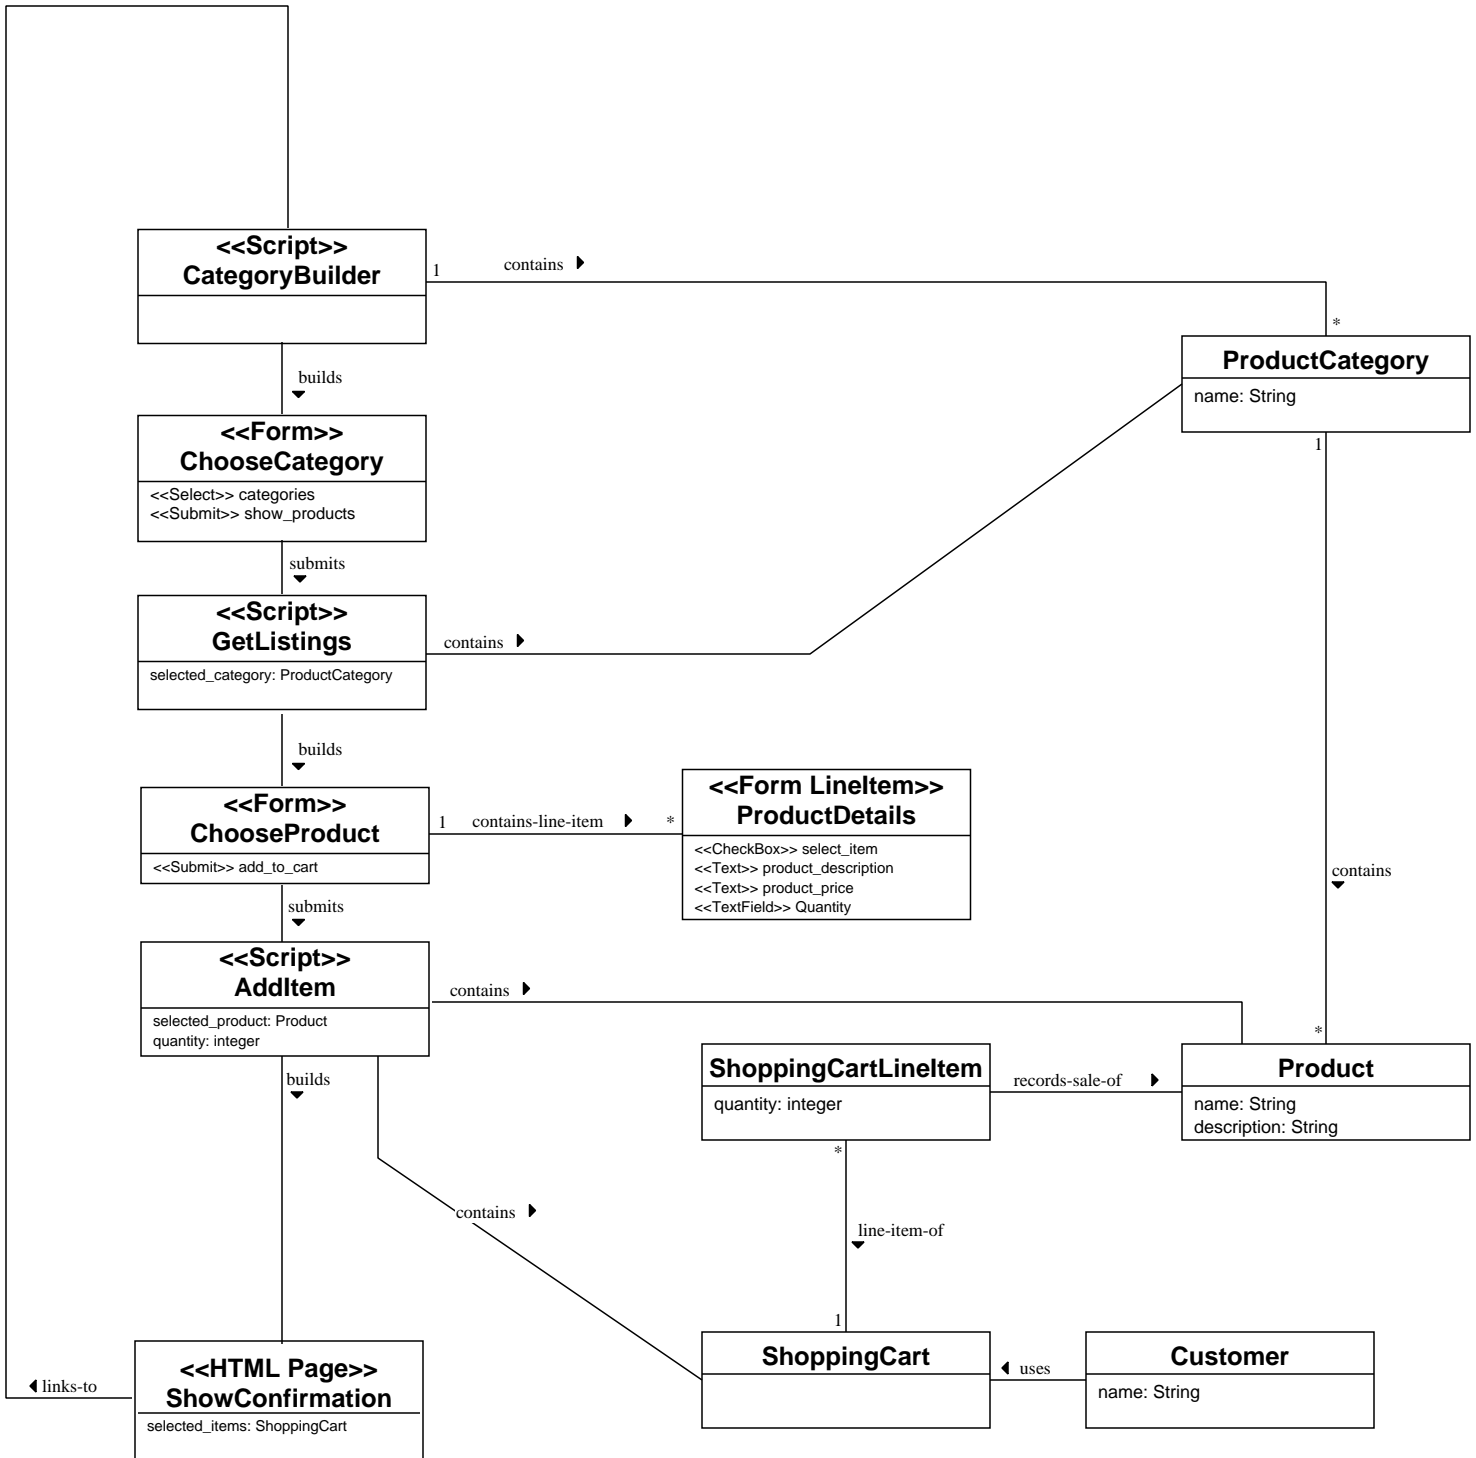 <<Script>>
CategoryBuilder
1
contains
*
ProductCategory
name: String
1
builds
<<Form>>
ChooseCategory
<<Select>> categories
<<Submit>> show_products
submits
<<Script>>
GetListings
selected_category: ProductCategory
contains
builds
<<Form>>
ChooseProduct
<<Submit>> add_to_cart
1
contains-line-item
*
<<Form LineItem>>
ProductDetails
<<CheckBox>> select_item
<<Text>> product_description
<<Text>> product_price
<<TextField>> Quantity
contains
submits
<<Script>>
AddItem
selected_product: Product
quantity: integer
contains
*
ShoppingCartLineItem
quantity: integer
records-sale-of
Product
name: String
description: String
builds
*
contains
line-item-of
1
ShoppingCart
uses
Customer
name: String
links-to
<<HTML Page>>
ShowConfirmation
selected_items: ShoppingCart